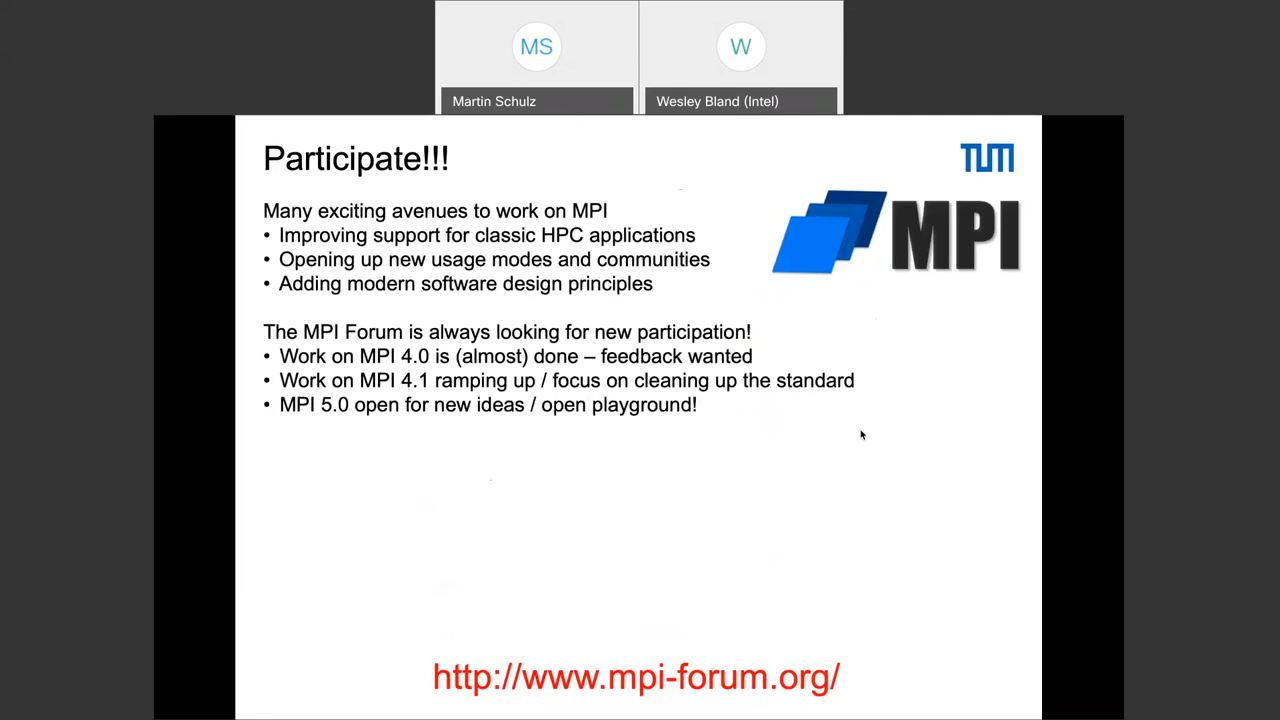 MS
W
Martin Schulz
Wesley Bland (Intel)
Participate!!!
TUM
Many exciting avenues to work on MPI
• Improving support for classic HPC applications
• Opening up new usage modes and communities
• Adding modern software design principles
MPI
The MPI Forum is always looking for new participation!
• Work on MPI 4.0 is (almost) done – feedback wanted
• Work on MPI 4.1 ramping up / focus on cleaning up the standard
• MPI 5.0 open for new ideas / open playground!
http://www.mpi-forum.org/